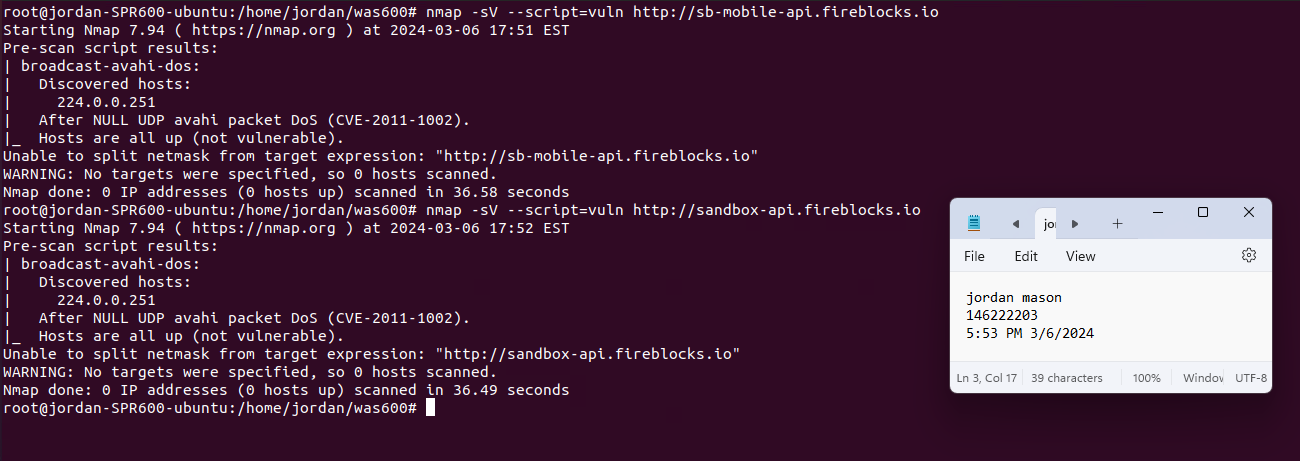 root@jordan-SPR600-ubuntu:/home/jordan/was600# nmap -sV --script=vuln http://sb-mobile-api.fireblocks.io
Starting Nmap 7.94 ( https://nmap.org ) at 2024-03-06 17:51 EST
Pre-scan script results:
| broadcast-avahi-dos:
|   Discovered hosts:
|     224.0.0.251
|   After NULL UDP avahi packet DoS (CVE-2011-1002).
|_  Hosts are all up (not vulnerable).
Unable to split netmask from target expression: "http://sb-mobile-api.fireblocks.io"
WARNING: No targets were specified, so 0 hosts scanned.
Nmap done: 0 IP addresses (0 hosts up) scanned in 36.58 seconds
root@jordan-SPR600-ubuntu:/home/jordan/was600# nmap -sV --script=vuln http://sandbox-api.fireblocks.io
Starting Nmap 7.94 ( https://nmap.org ) at 2024-03-06 17:52 EST
Pre-scan script results:
| broadcast-avahi-dos:
|   Discovered hosts:
|     224.0.0.251
|   After NULL UDP avahi packet DoS (CVE-2011-1002).
|_  Hosts are all up (not vulnerable).
Unable to split netmask from target expression: "http://sandbox-api.fireblocks.io"
WARNING: No targets were specified, so 0 hosts scanned.
Nmap done: 0 IP addresses (0 hosts up) scanned in 36.49 seconds
root@jordan-SPR600-ubuntu:/home/jordan/was600#
File Edit View
jordan mason
146222203
5:53 PM 3/6/2024
Ln 3, Col 17 39 characters 100% UTF-8